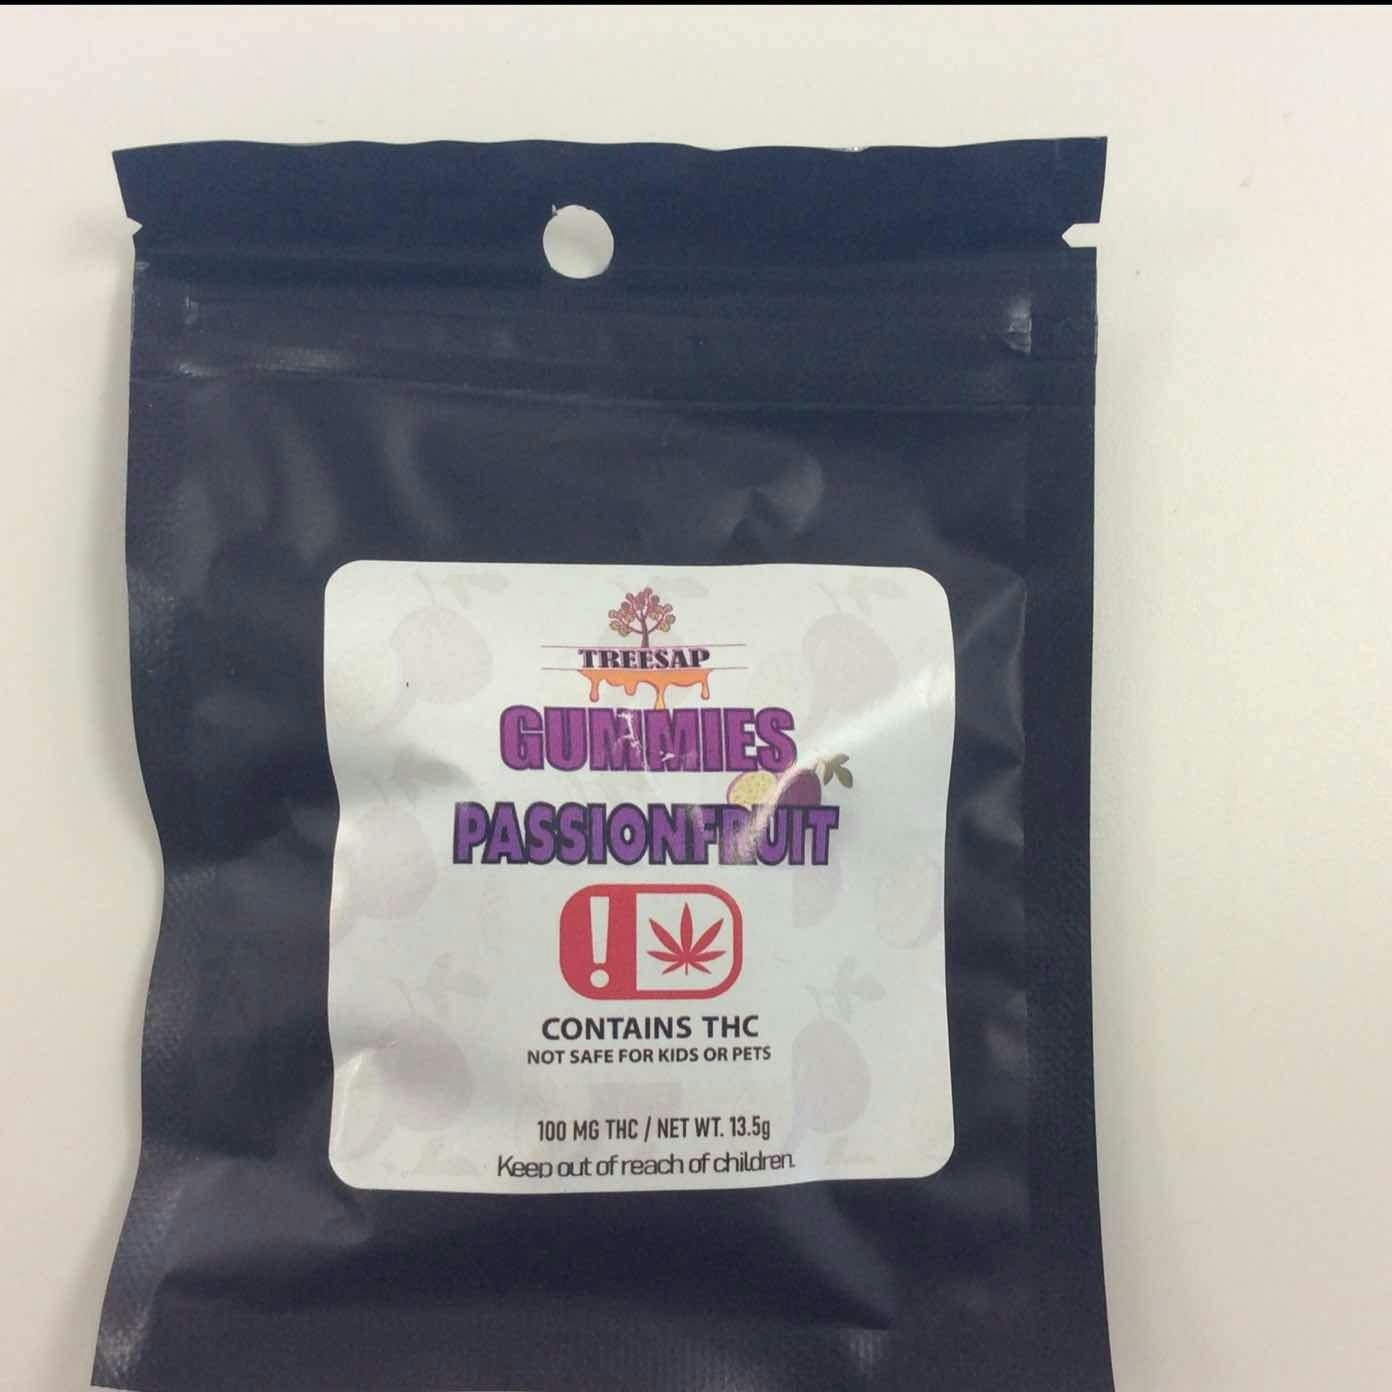 TREESAP
GUMMIES
PASSIONFRUIT
!
CONTAINS THC
NOT SAFE FOR KIDS OR PETS
100 MG THC / NET WT. 13.5g
Keep out of reach of children.